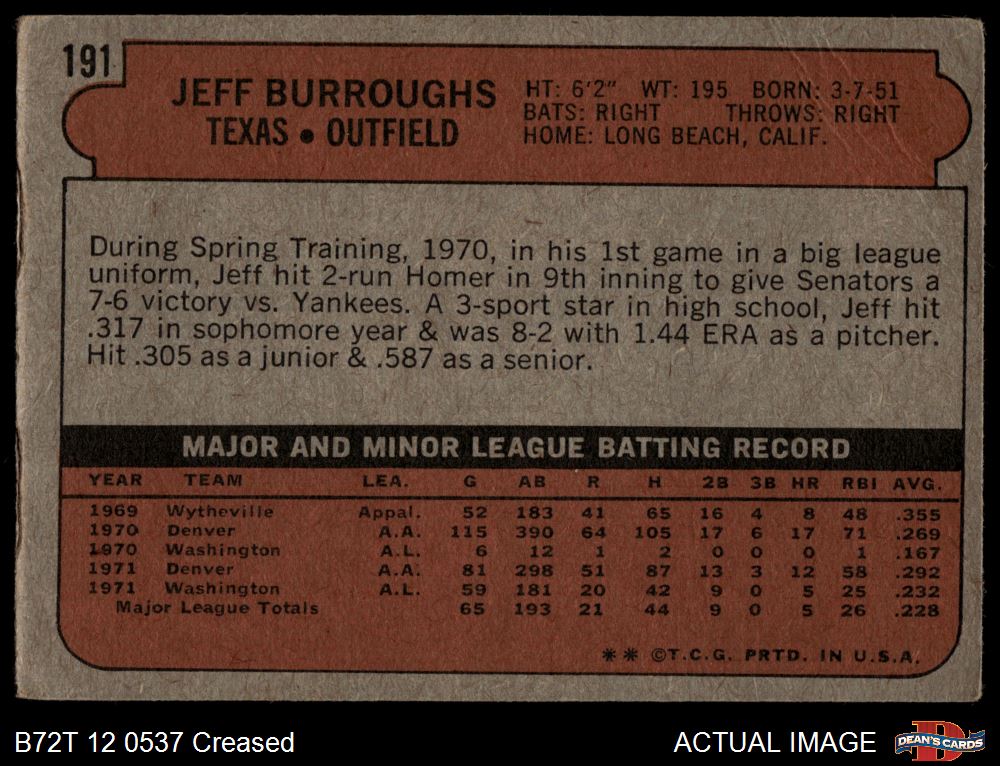 191
JEFF BURROUGHS
TEXAS • OUTFIELD
HT: 6'2" WT: 195 BORN: 3-7-51
BATS: RIGHT THROWS: RIGHT
HOME: LONG BEACH, CALIF.
During Spring Training, 1970, in his 1st game in a big league
uniform, Jeff hit 2-run Homer in 9th inning to give Senators a
7-6 victory vs. Yankees. A 3-sport star in high school, Jeff hit
.317 in sophomore year & was 8-2 with 1.44 ERA as a pitcher.
Hit .305 as a junior & .587 as a senior.
MAJOR AND MINOR LEAGUE BATTING RECORD
YEAR TEAM LEA. G AB R H 2B 3B HR RBI AVG.
1969 Wytheville Appal. 52 183 41 65 16 4 8 48 .355
1970 Denver A.A. 115 390 64 105 17 6 17 71 .269
1970 Washington A.L. 6 12 1 2 0 0 0 1 .167
1971 Denver A.A. 81 298 51 87 13 3 12 58 .292
1971 Washington A.L. 59 181 20 42 9 0 5 25 .232
Major League Totals 65 193 21 44 9 0 5 26 .228
** ©T.C.G. PRTD. IN U.S.A.
B72T 12 0537 Creased
ACTUAL IMAGE
D
DEAN'S CARDS